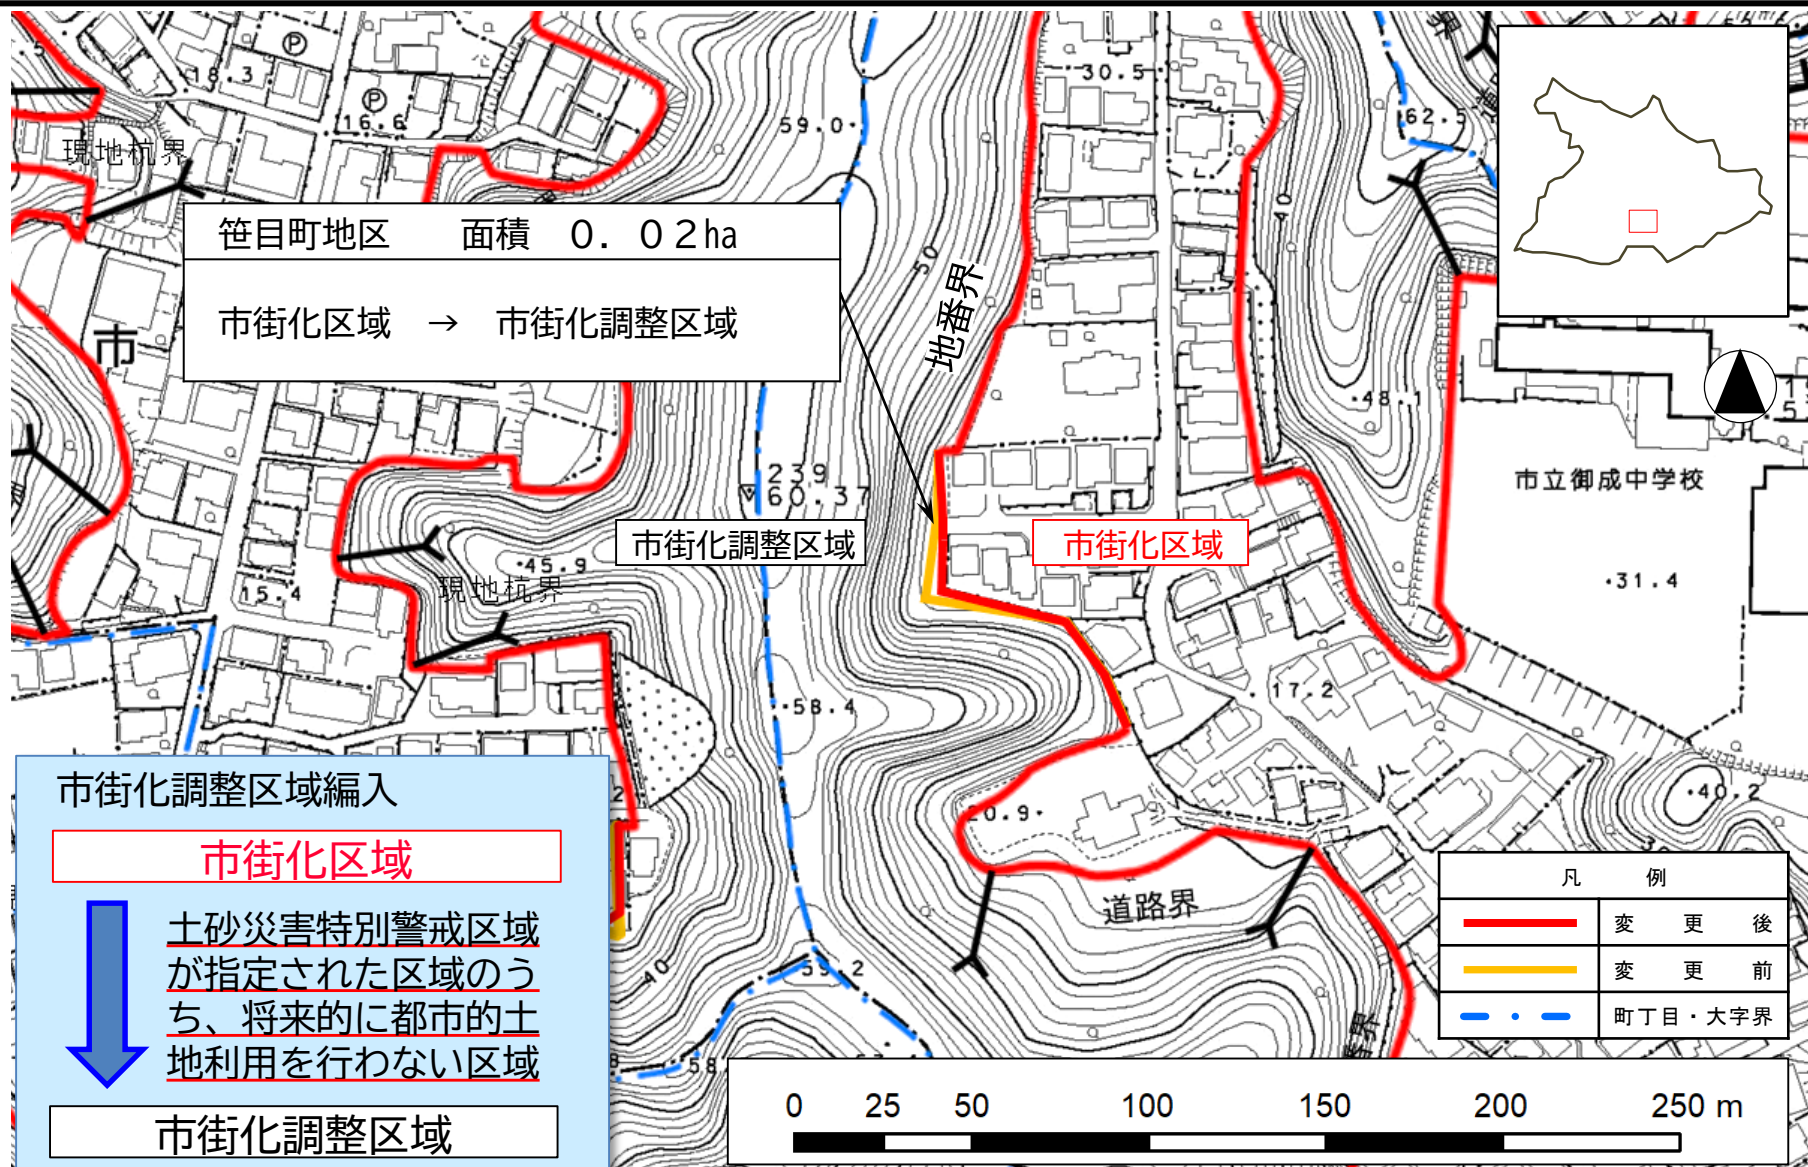 18.3
16.6
現地杭界
59.0
30.5
62.5
笹目町地区 面積 0.02ha
市街化区域 → 市街化調整区域
50
40
地番界
市
48.1
239
60.37
市立御成中学校
市街化調整区域
市街化区域
45.9
現地杭界
15.4
31.4
17.2
58.4
40.2
20.9
道路界
59.2
40
58
市街化調整区域編入
市街化区域
土砂災害特別警戒区域
が指定された区域のう
ち、将来的に都市的土
地利用を行わない区域
市街化調整区域
凡 例
変 更 後
変 更 前
町丁目・大字界
0 25 50 100 150 200 250 m